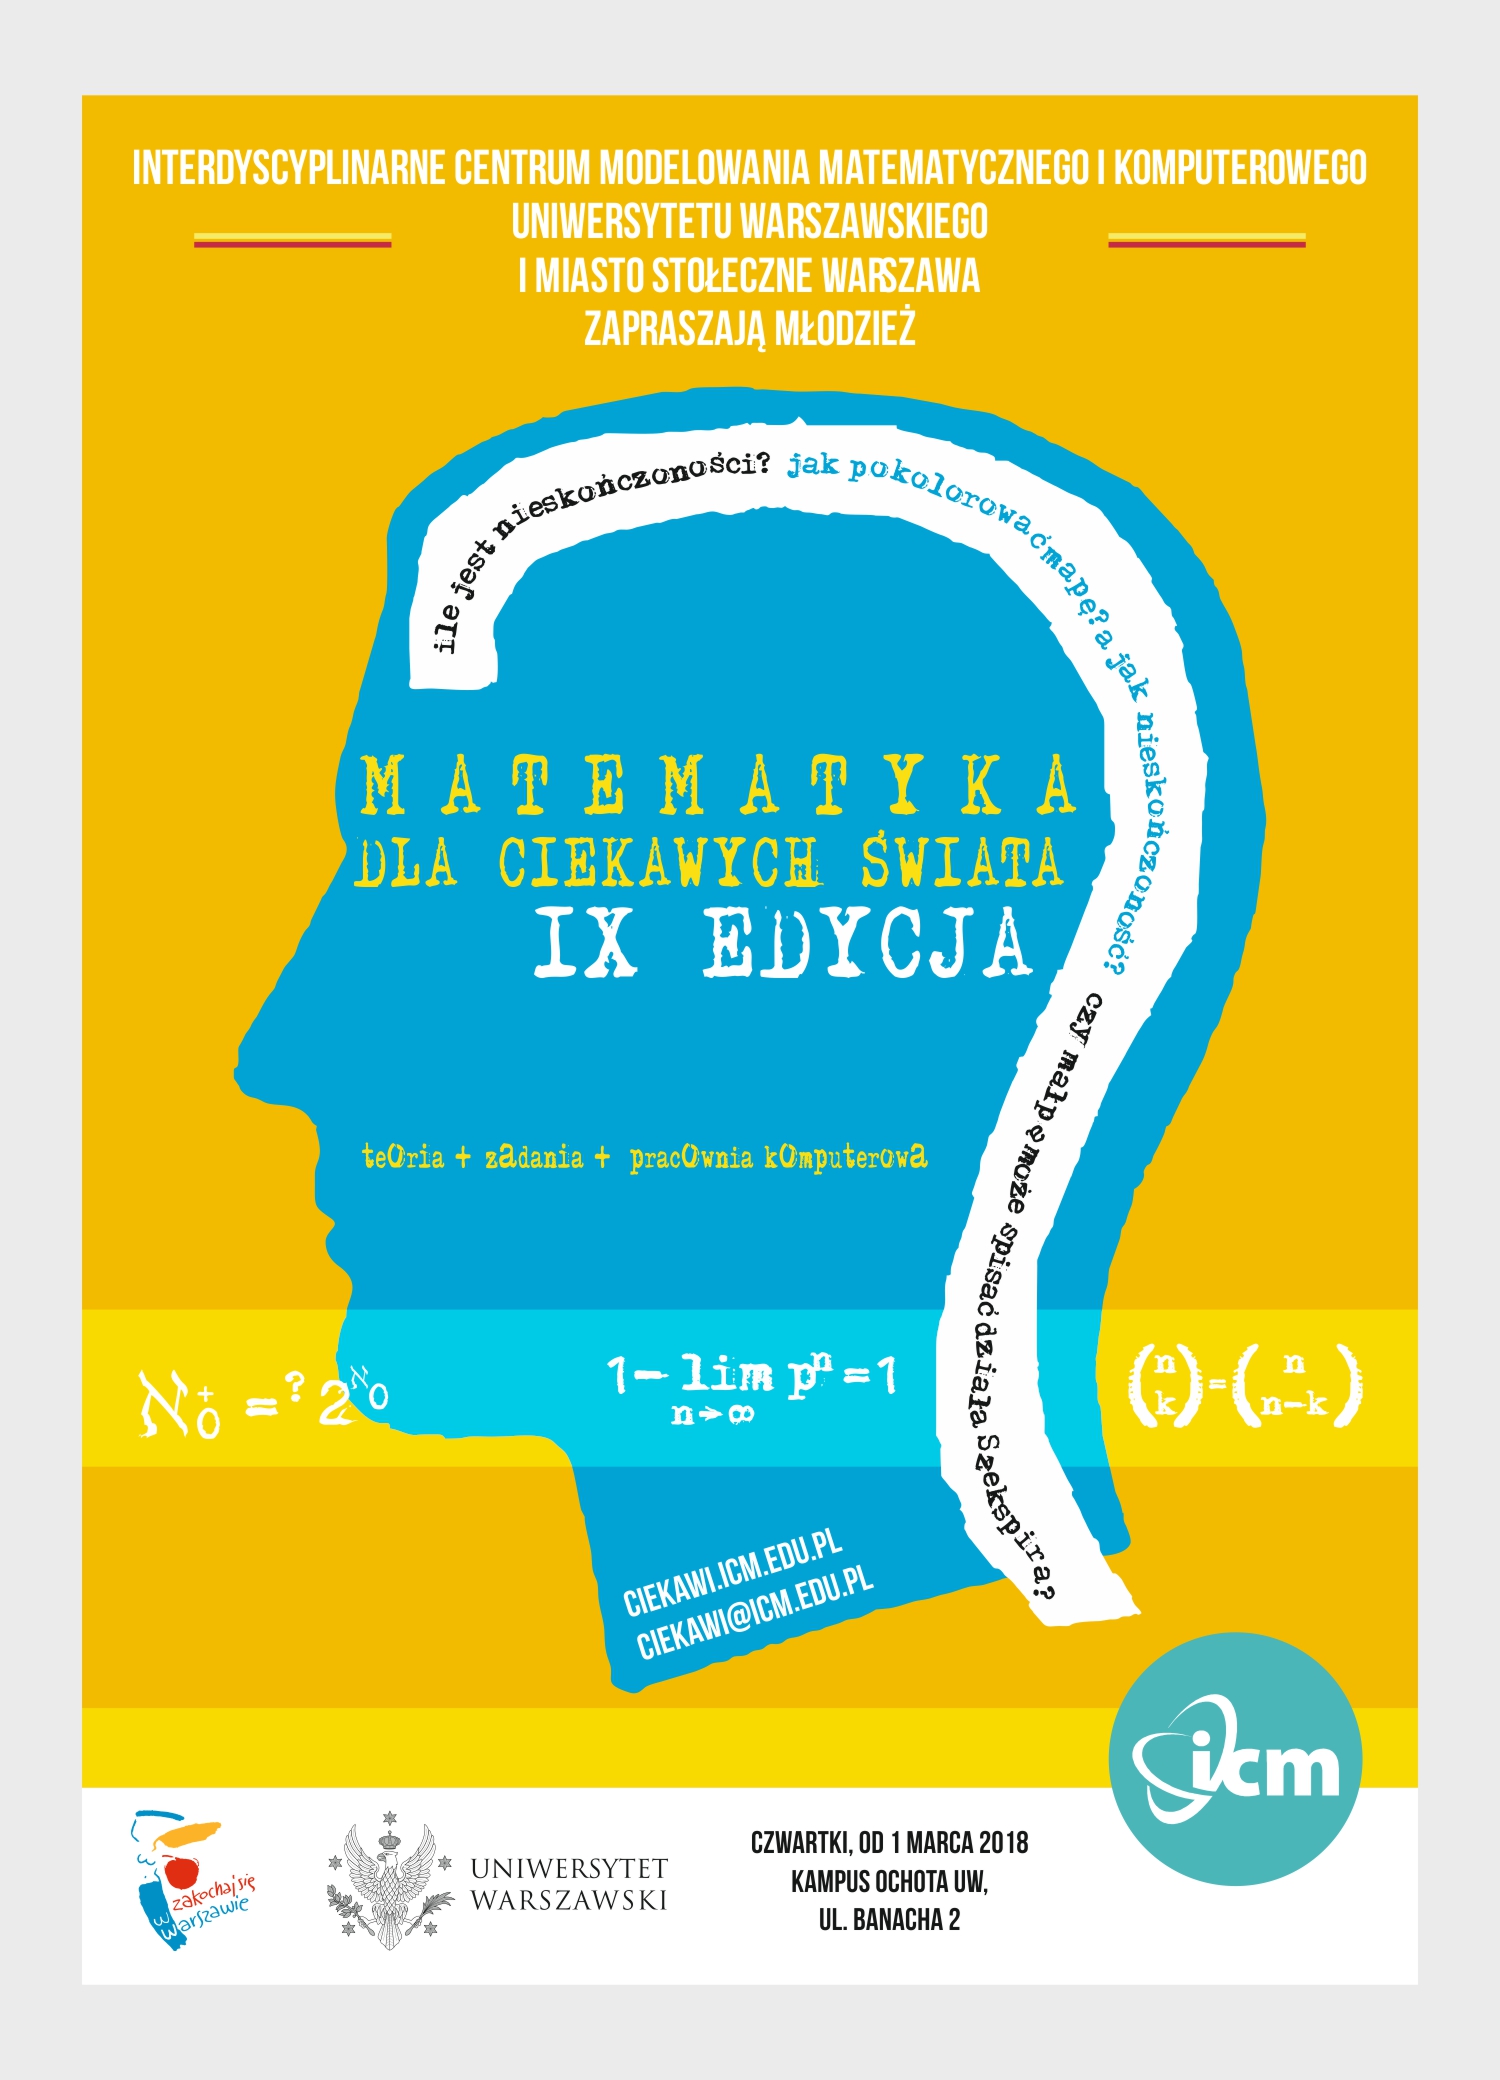 INTERDYSCYPLINARNE CENTRUM MODELOWANIA MATEMATYCZNEGO I KOMPUTEROWEGO
UNIWERSYTETU WARSZAWSKIEGO
I MIASTO STOŁECZNE WARSZAWA
ZAPRASZAJĄ MŁODZIEŻ
ile jest nieskończoności? jak pokolorować mapę? a jak nieskończoność? czy małpę może spisać działa Szekspira?
MATEMATYKA
DLA CIEKAWYCH ŚWIATA
IX EDYCJA
teOria + zadania + pracOwnia kOmputerowa
ℵ₀⁺ =? 2^ℵ₀
1 - lim pⁿ = 1
n→∞
(n k) = (n n-k)
CIEKAWI.ICM.EDU.PL
CIEKAWI@ICM.EDU.PL
icm
zakochaj się
w warszawie
UNIWERSYTET
WARSZAWSKI
CZWARTKI, OD 1 MARCA 2018
KAMPUS OCHOTA UW,
UL. BANACHA 2